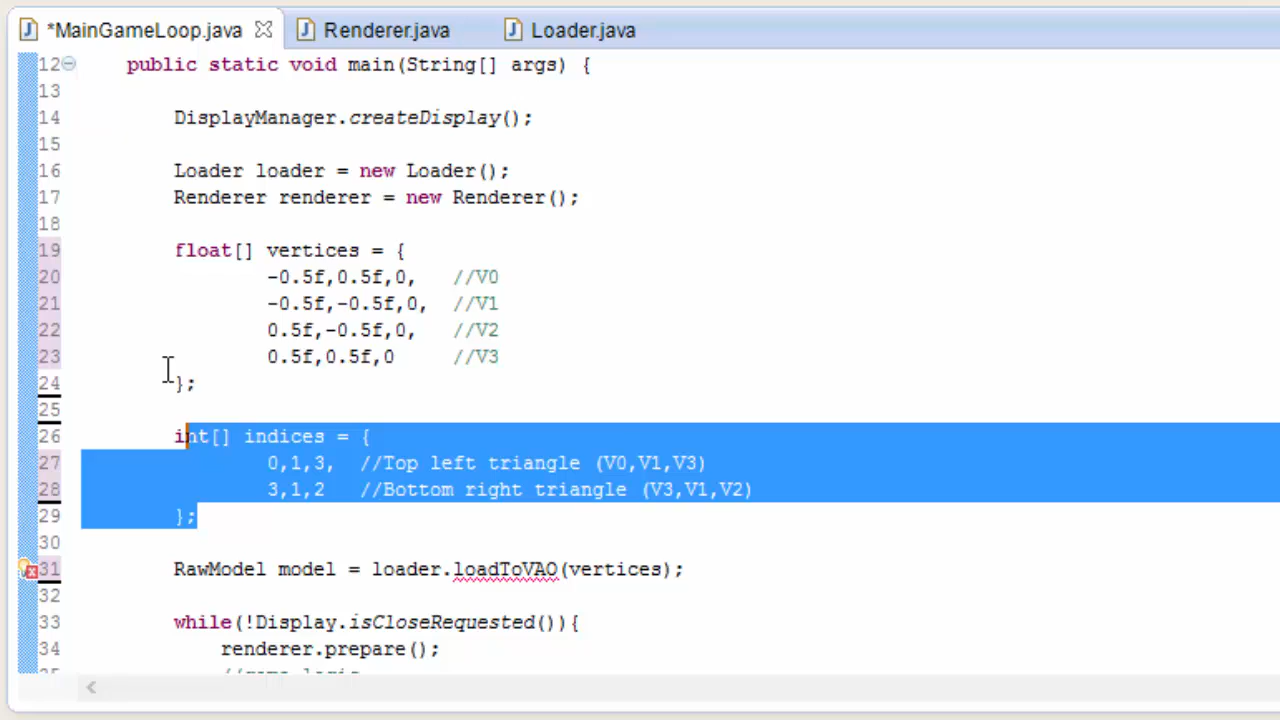 *MainGameLoop.java Renderer.java Loader.java
12 public static void main(String[] args) {
13
14 DisplayManager.createDisplay();
15
16 Loader loader = new Loader();
17 Renderer renderer = new Renderer();
18
19 float[] vertices = {
20 -0.5f,0.5f,0, //V0
21 -0.5f,-0.5f,0, //V1
22 0.5f,-0.5f,0, //V2
23 0.5f,0.5f,0 //V3
24 };
25
26 int[] indices = {
27 0,1,3, //Top left triangle (V0,V1,V3)
28 3,1,2 //Bottom right triangle (V3,V1,V2)
29 };
30
31 RawModel model = loader.loadToVAO(vertices);
32
33 while(!Display.isCloseRequested()){
34 renderer.prepare();